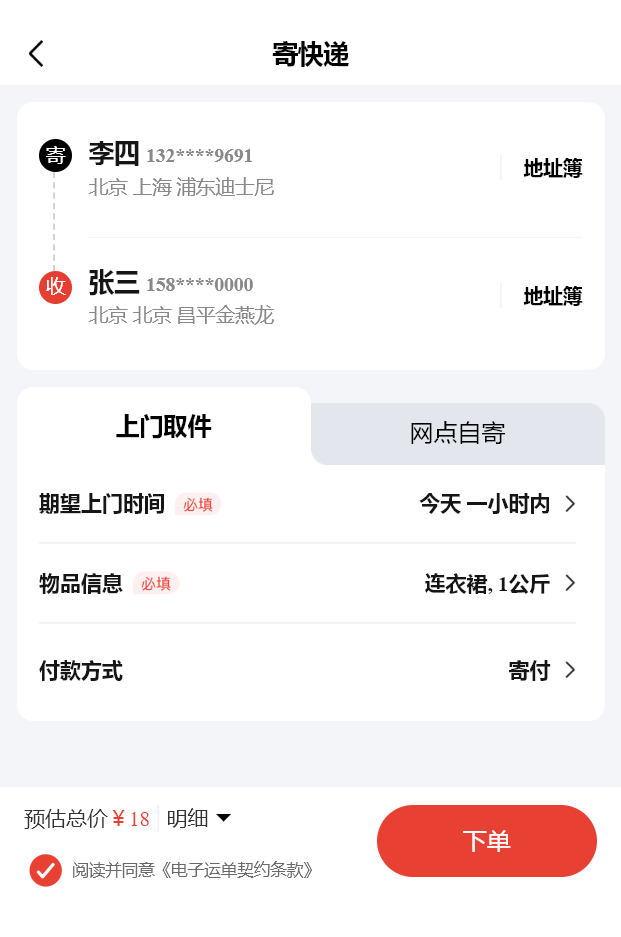 寄快递
寄 李四 132****9691
北京 上海 浦东迪士尼
地址簿
收 张三 158****0000
北京 北京 昌平金燕龙
地址簿
上门取件 网点自寄
期望上门时间 必填 今天 一小时内
物品信息 必填 连衣裙, 1公斤
付款方式 寄付
预估总价 ¥ 18 明细
下单
阅读并同意《电子运单契约条款》